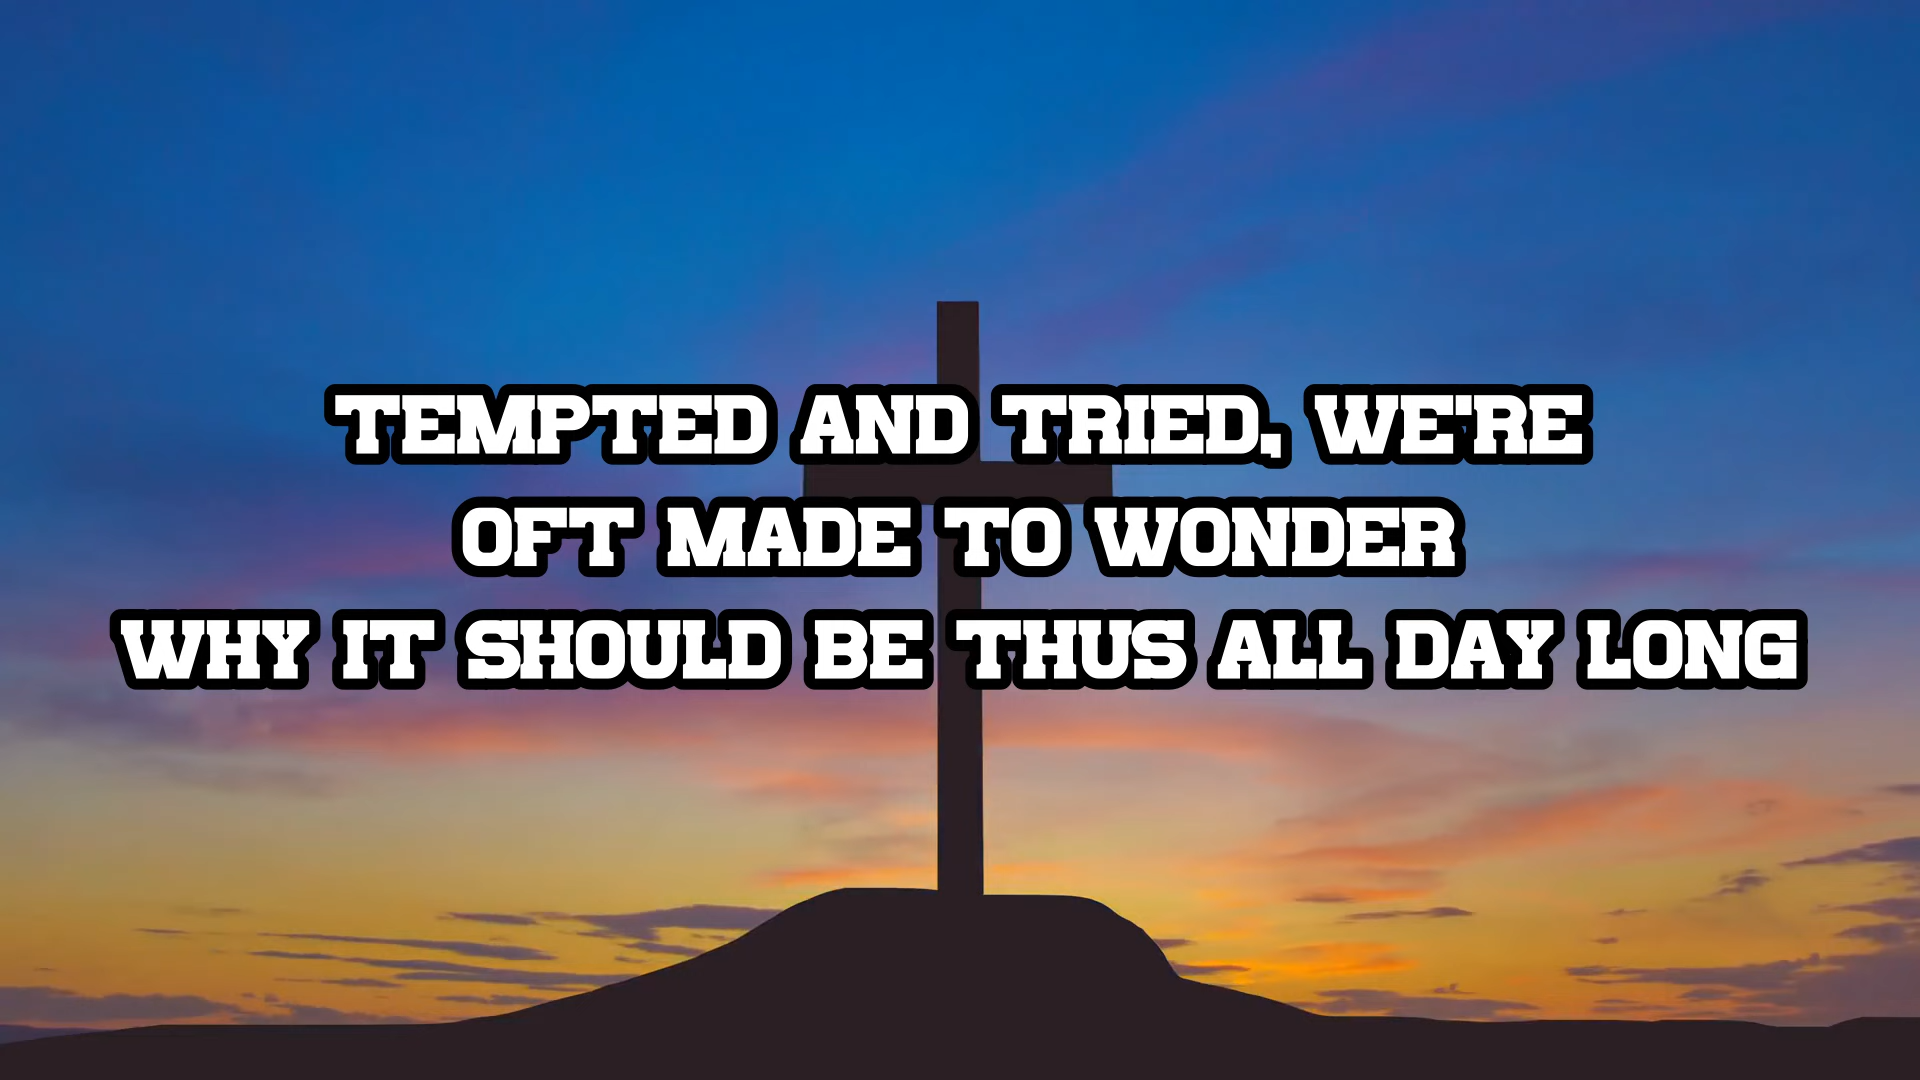 TEMPTED AND TRIED, WE'RE
OFT MADE TO WONDER
WHY IT SHOULD BE THUS ALL DAY LONG